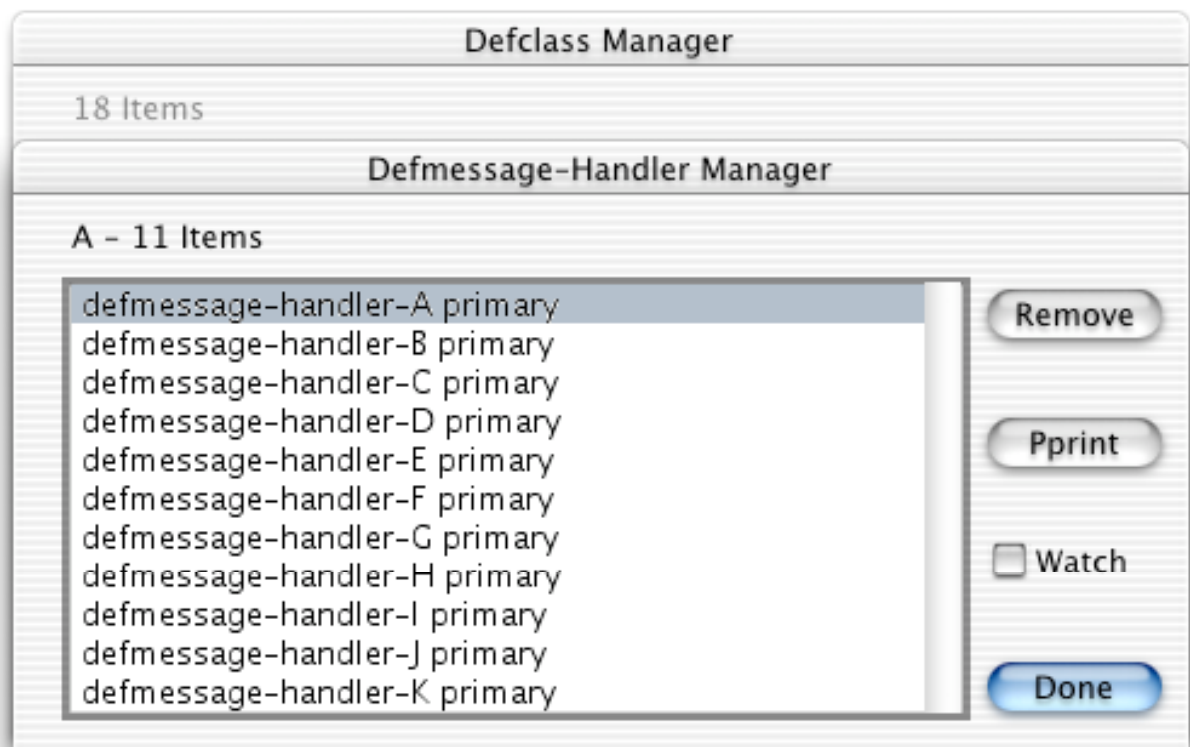 Defclass Manager
18 Items
Defmessage-Handler Manager
A - 11 Items
defmessage-handler-A primary
defmessage-handler-B primary
defmessage-handler-C primary
defmessage-handler-D primary
defmessage-handler-E primary
defmessage-handler-F primary
defmessage-handler-G primary
defmessage-handler-H primary
defmessage-handler-I primary
defmessage-handler-J primary
defmessage-handler-K primary
Remove
Pprint
Watch
Done